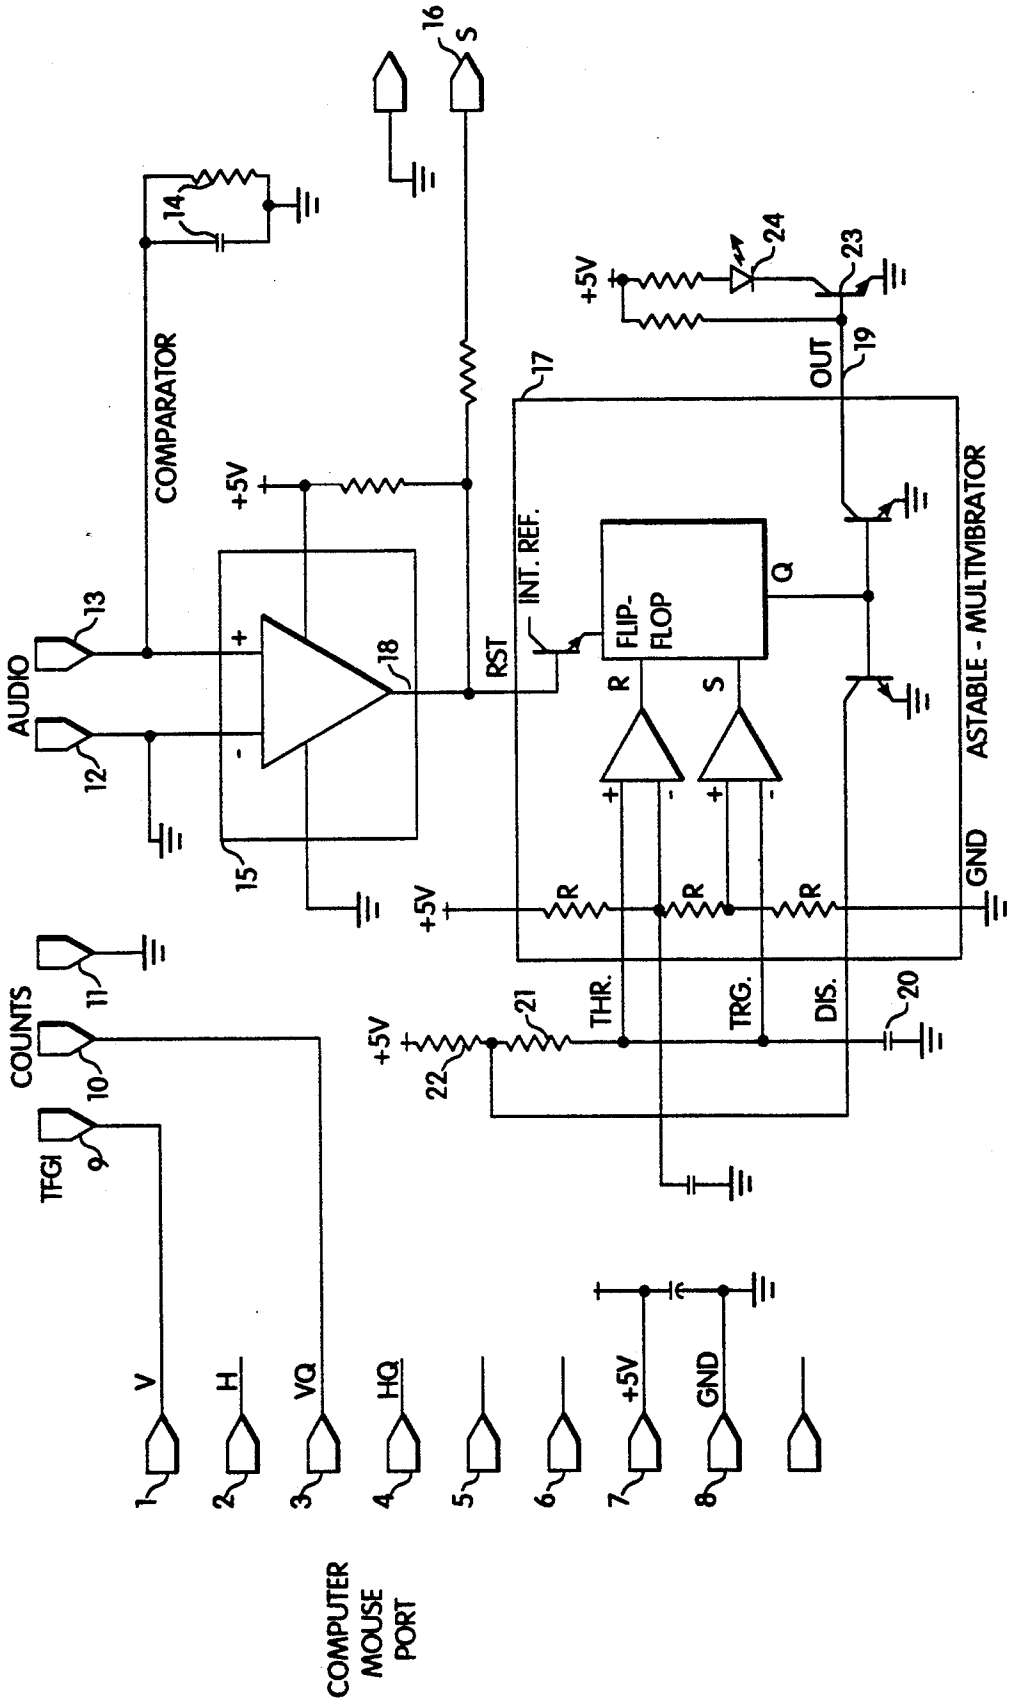 COMPUTER
MOUSE
PORT
1
V
2
H
3
VQ
4
HQ
5
6
7
+5V
8
GND
TFGI
9
COUNTS
10
11
AUDIO
12
13
COMPARATOR
14
15
-
+
+5V
18
16
S
+5V
22
21
THR.
TRG.
DIS.
20
+5V
R
R
R
GND
+
-
+
-
R
S
RST
INT. REF.
FLIP-
FLOP
Q
17
ASTABLE - MULTIVIBRATOR
OUT
19
+5V
24
23